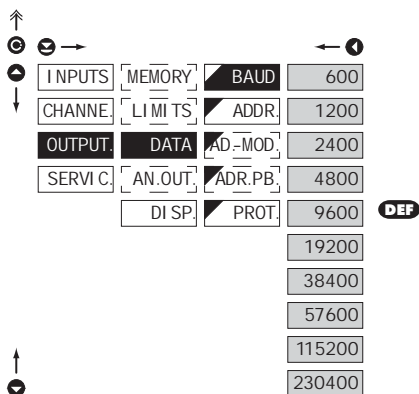 INPUTS. MEMORY. BAUD 600
CHANNE. LIMITS ADDR. 1200
OUTPUT. DATA AD.-MOD. 2400
SERVIC. AN.OUT. ADR.PB. 4800
DISP. PROT. 9600 DEF
19200
38400
57600
115200
230400